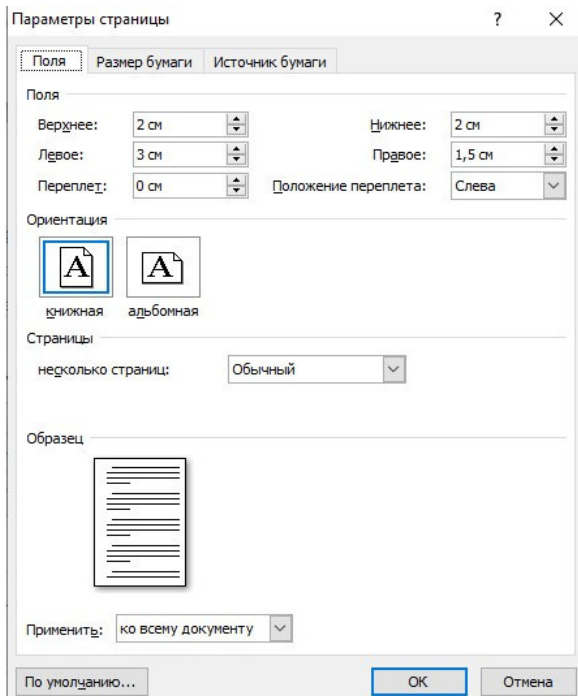 Параметры страницы ? ×
Поля Размер бумаги Источник бумаги
Поля
Верхнее: 2 см Нижнее: 2 см
Левое: 3 см Правое: 1,5 см
Переплет: 0 см Положение переплета: Слева
Ориентация
A A
книжная альбомная
Страницы
несколько страниц: Обычный
Образец
Применить: ко всему документу
По умолчанию... ОК Отмена